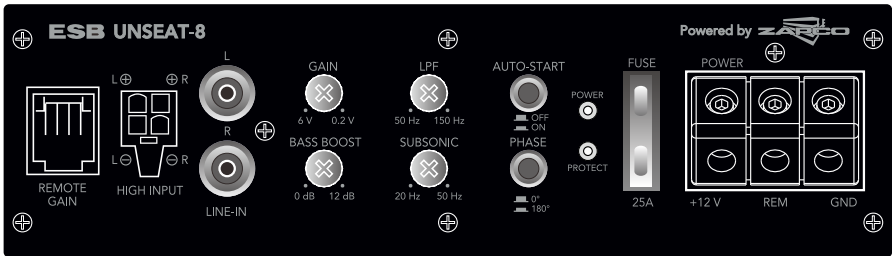 ESB UNSEAT-8
Powered by ZAPCO
L
GAIN
LPF
AUTO-START
FUSE
POWER
L ⊕ ⊕ R
6 V 0.2 V
50 Hz 150 Hz
OFF
ON
POWER
R
BASS BOOST
SUBSONIC
PHASE
L ⊖ ⊖ R
PROTECT
REMOTE
GAIN
HIGH INPUT
LINE-IN
0 dB 12 dB
20 Hz 50 Hz
0°
180°
25A
+12 V
REM
GND